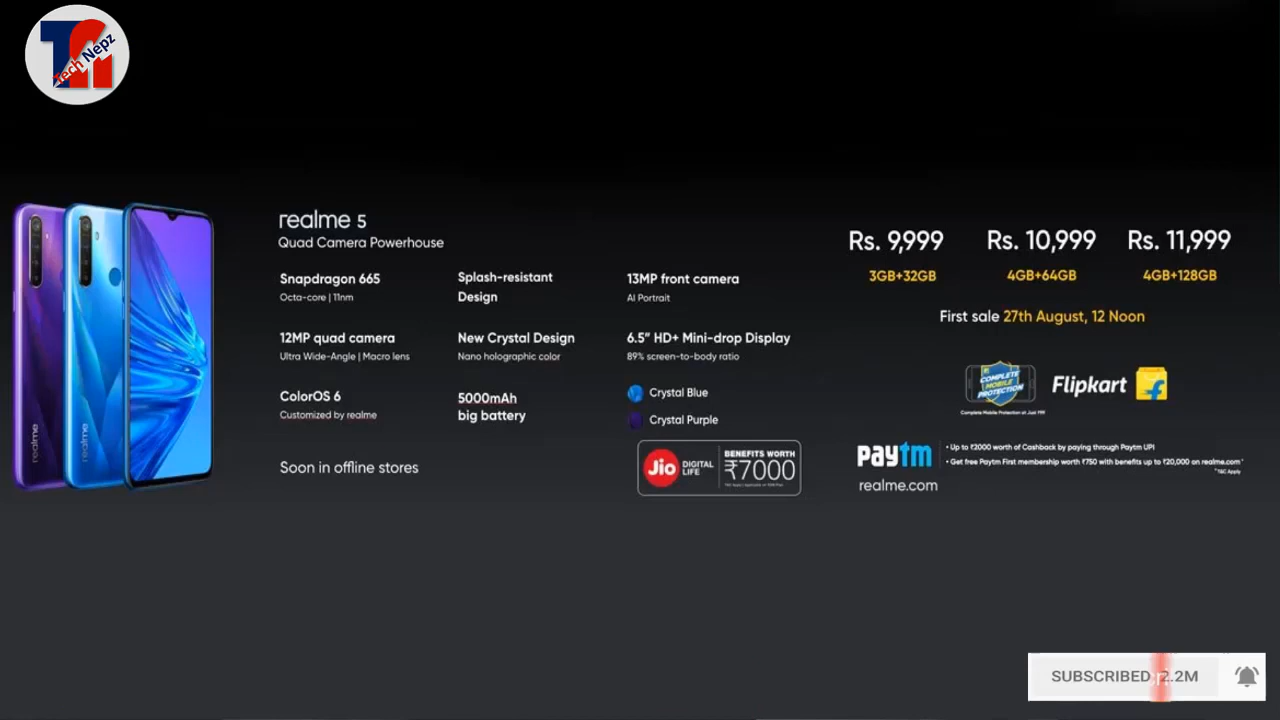 Tech Nepz
realme 5
Quad Camera Powerhouse
Snapdragon 665
Octa-core | 11nm
Splash-resistant
Design
13MP front camera
AI Portrait
12MP quad camera
Ultra Wide-Angle | Macro lens
New Crystal Design
Nano holographic color
6.5” HD+ Mini-drop Display
89% screen-to-body ratio
ColorOS 6
Customized by realme
5000mAh
big battery
Crystal Blue
Crystal Purple
Soon in offline stores
Jio DIGITAL LIFE
BENEFITS WORTH
₹7000
Rs. 9,999 Rs. 10,999 Rs. 11,999
3GB+32GB 4GB+64GB 4GB+128GB
First sale 27th August, 12 Noon
COMPLETE
MOBILE
PROTECTION
Flipkart
paytm
• Up to ₹2000 worth of Cashback by paying through Paytm UPI
• Get free Paytm First membership worth ₹750 with benefits up to ₹20,000 on realme.com*
*T&C Apply
realme.com
realme
realme
SUBSCRIBED 2.2M